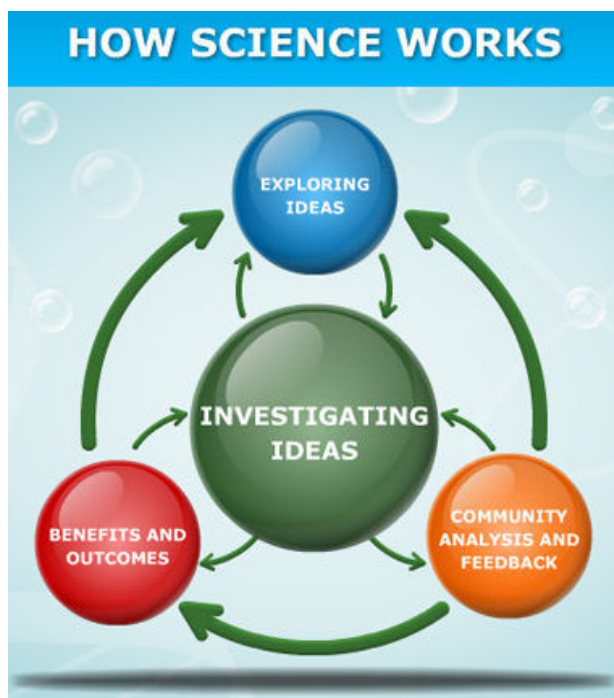 HOW SCIENCE WORKS
EXPLORING
IDEAS
INVESTIGATING
IDEAS
BENEFITS AND
OUTCOMES
COMMUNITY
ANALYSIS AND
FEEDBACK